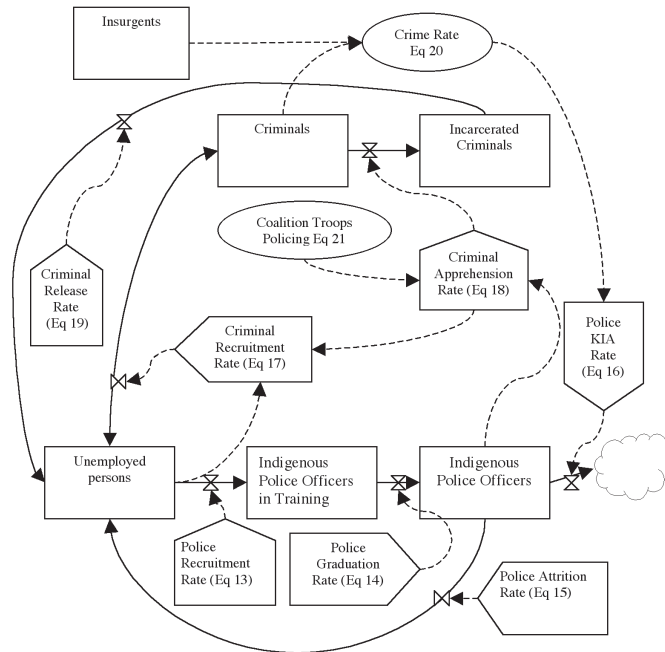 Insurgents
Crime Rate
Eq 20
Criminals
Incarcerated
Criminals
Coalition Troops
Policing Eq 21
Criminal
Apprehension
Rate (Eq 18)
Criminal
Release
Rate
(Eq 19)
Criminal
Recruitment
Rate (Eq 17)
Police
KIA
Rate
(Eq 16)
Unemployed
persons
Indigenous
Police Officers
in Training
Indigenous
Police Officers
Police
Recruitment
Rate (Eq 13)
Police
Graduation
Rate (Eq 14)
Police Attrition
Rate (Eq 15)